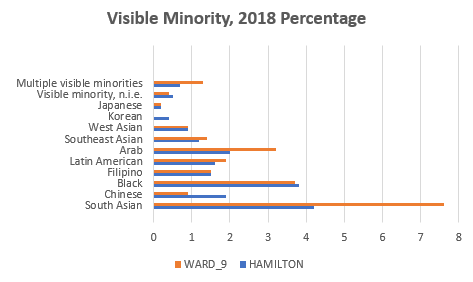 Visible Minority, 2018 Percentage
Multiple visible minorities
Visible minority, n.i.e.
Japanese
Korean
West Asian
Southeast Asian
Arab
Latin American
Filipino
Black
Chinese
South Asian
0 1 2 3 4 5 6 7 8
WARD_9 HAMILTON